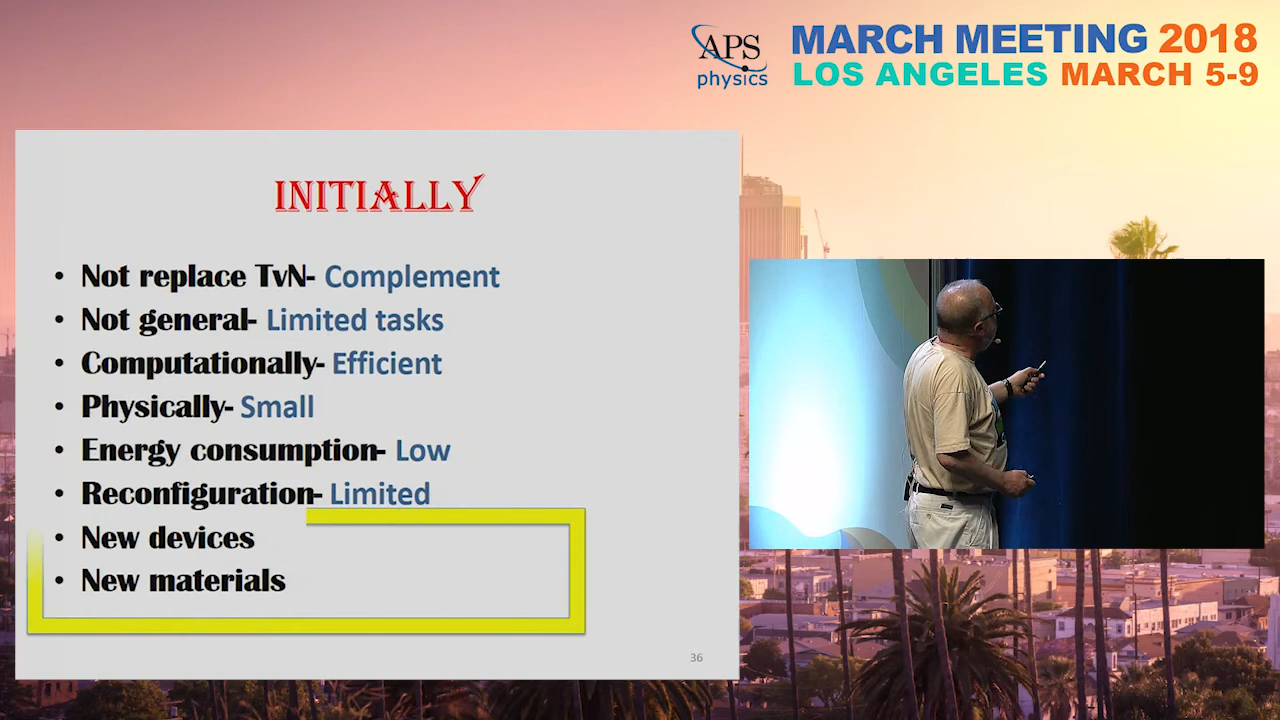 APS
physics
MARCH MEETING 2018
LOS ANGELES MARCH 5-9
INITIALLY
• Not replace TvN- Complement
• Not general- Limited tasks
• Computationally- Efficient
• Physically- Small
• Energy consumption- Low
• Reconfiguration- Limited
• New devices
• New materials
36